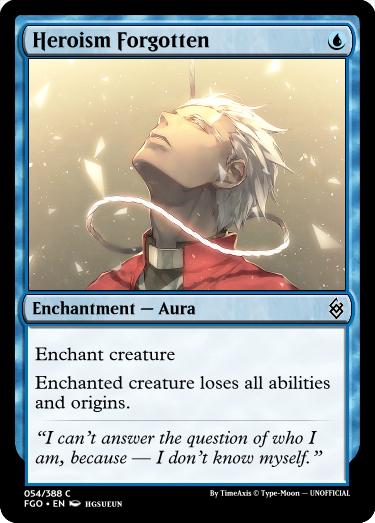 Heroism Forgotten
Enchantment — Aura
Enchant creature
Enchanted creature loses all abilities
and origins.
“I can’t answer the question of who I
am, because — I don’t know myself.”
054/388 C
FGO • EN HGSUEUN
By TimeAxis © Type-Moon — UNOFFICIAL